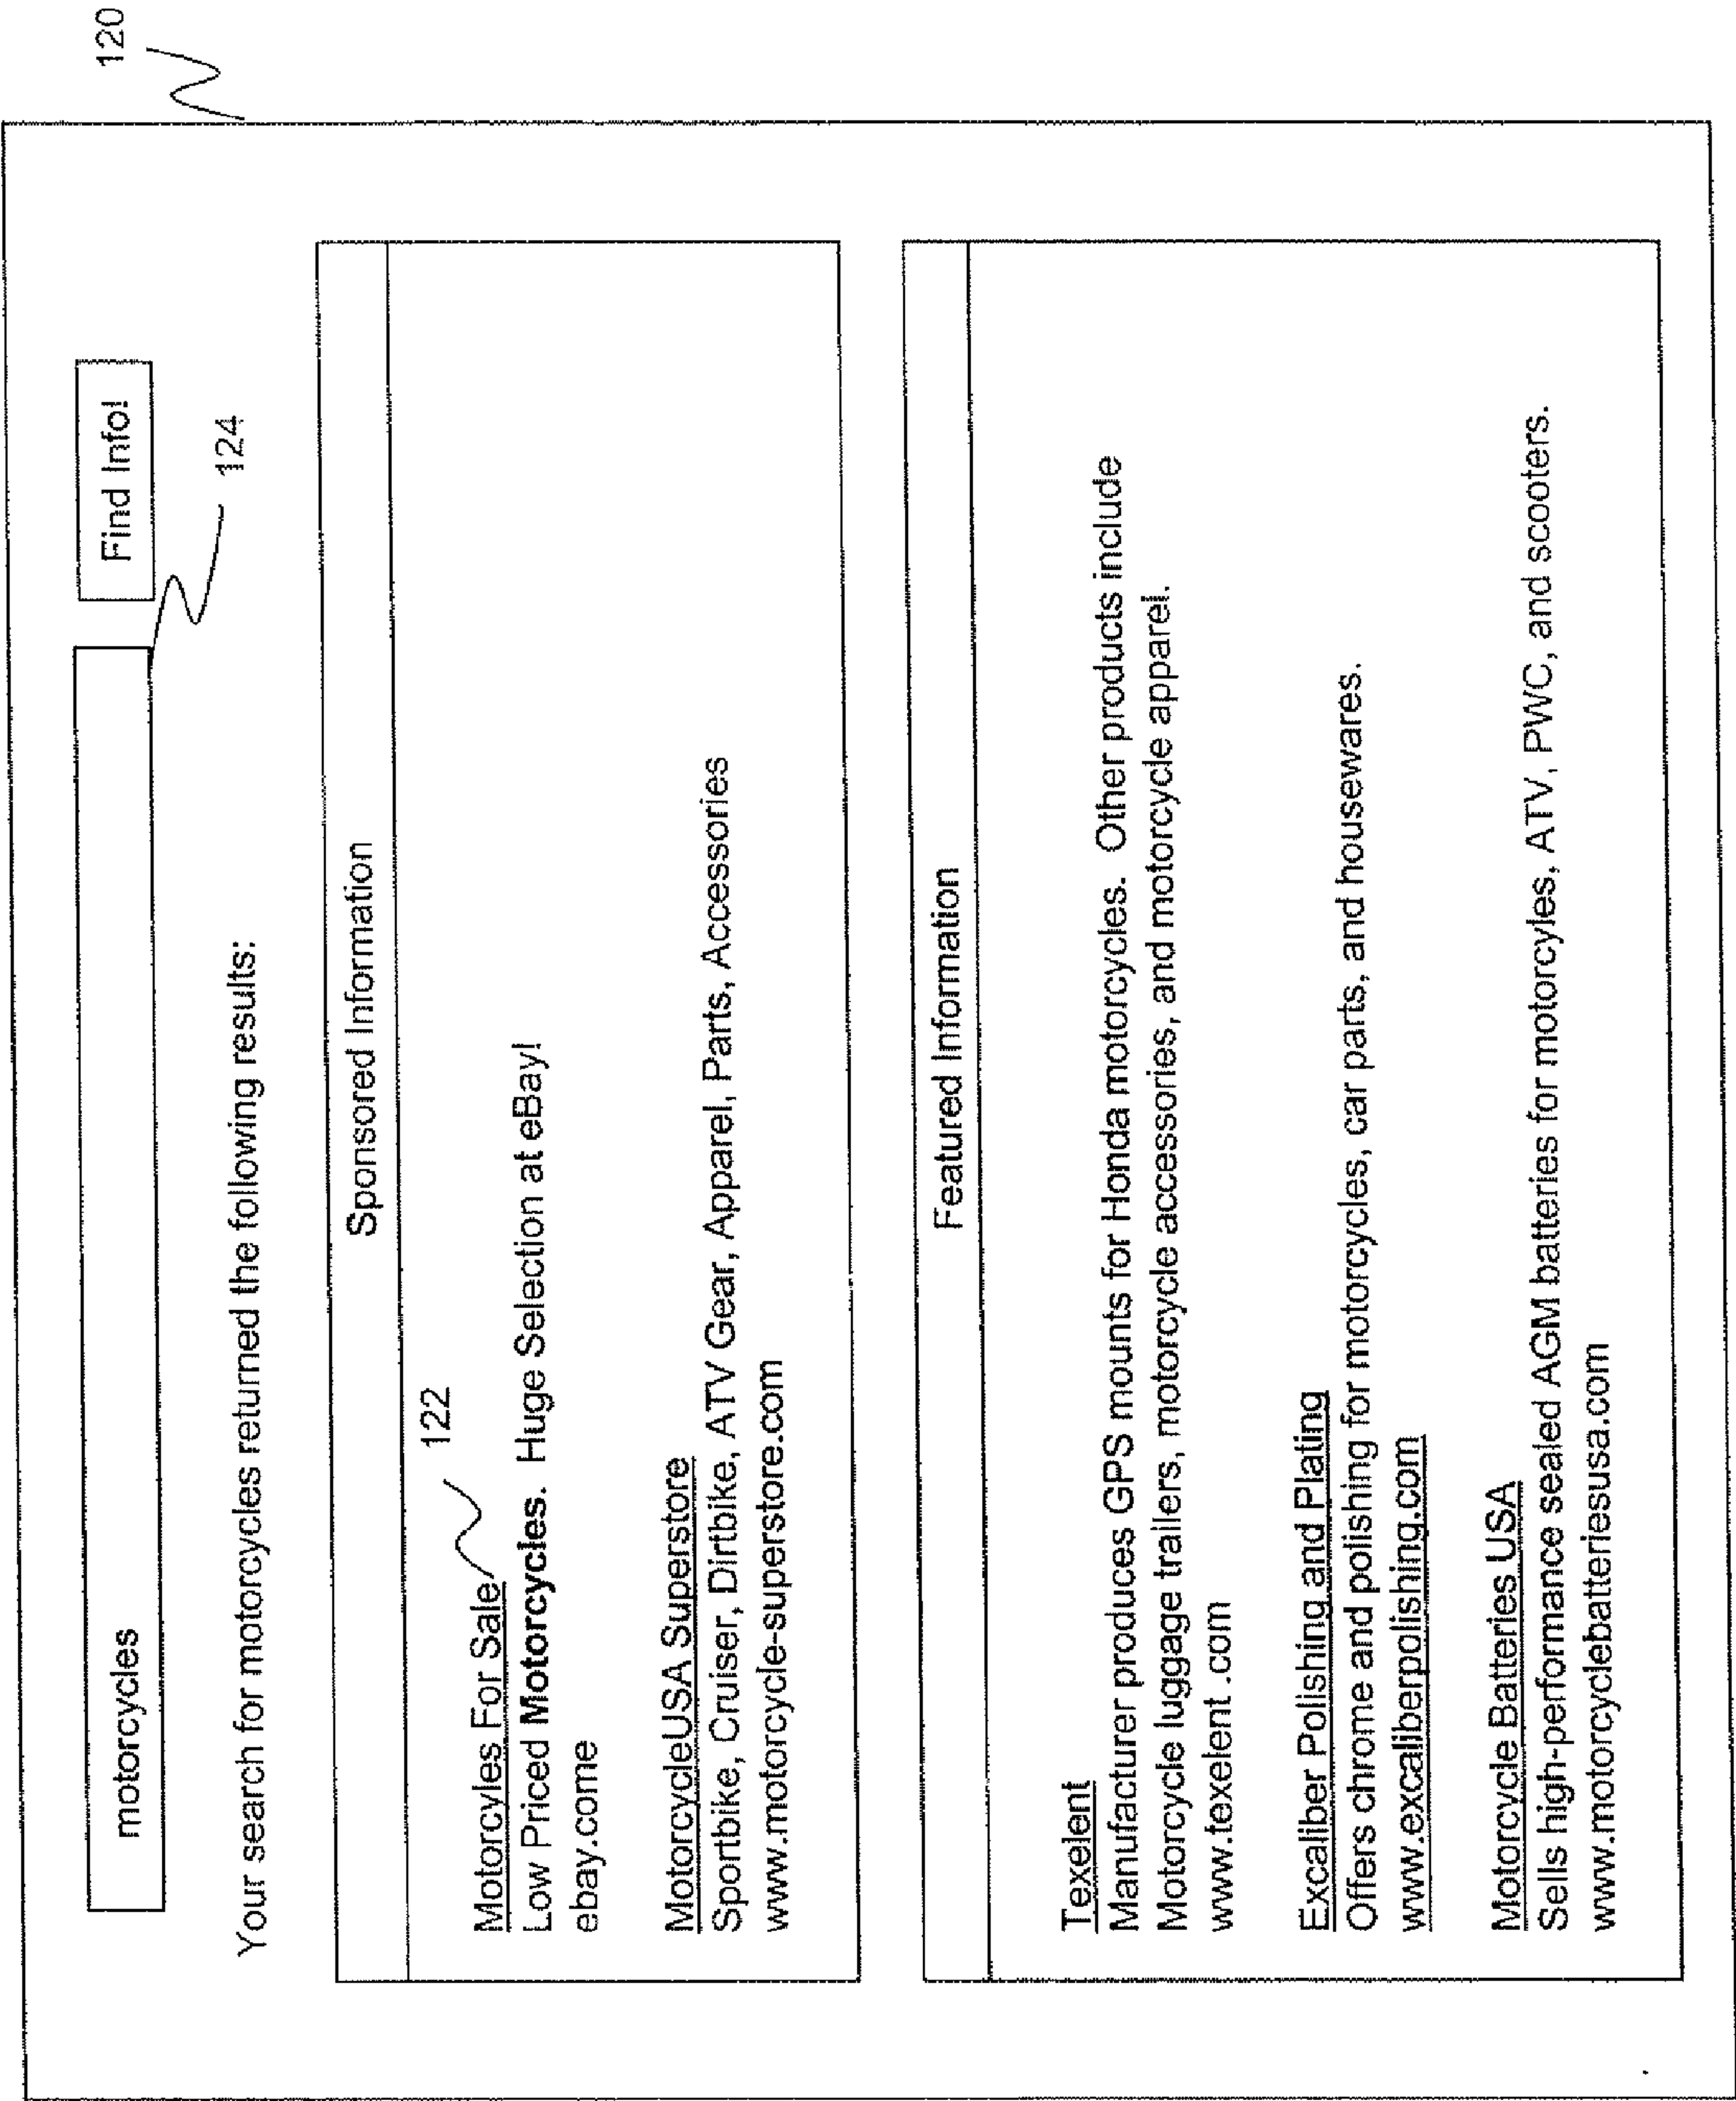 120
motorcycles
Find Info!
124
Your search for motorcycles returned the following results:
Sponsored Information
122
Motorcyles For Sale
Low Priced Motorcycles. Huge Selection at eBay!
ebay.come
MotorcycleUSA Superstore
Sportbike, Cruiser, Dirtbike, ATV Gear, Apparel, Parts, Accessories
www.motorcycle-superstore.com
Featured Information
Texelent
Manufacturer produces GPS mounts for Honda motorcycles. Other products include
Motorcycle luggage trailers, motorcycle accessories, and motorcycle apparel.
www.texelent .com
Excaliber Polishing and Plating
Offers chrome and polishing for motorcycles, car parts, and housewares.
www.excaliberpolishing.com
Motorcycle Batteries USA
Sells high-performance sealed AGM batteries for motorcyles, ATV, PWC, and scooters.
www.motorcyclebatteriesusa.com